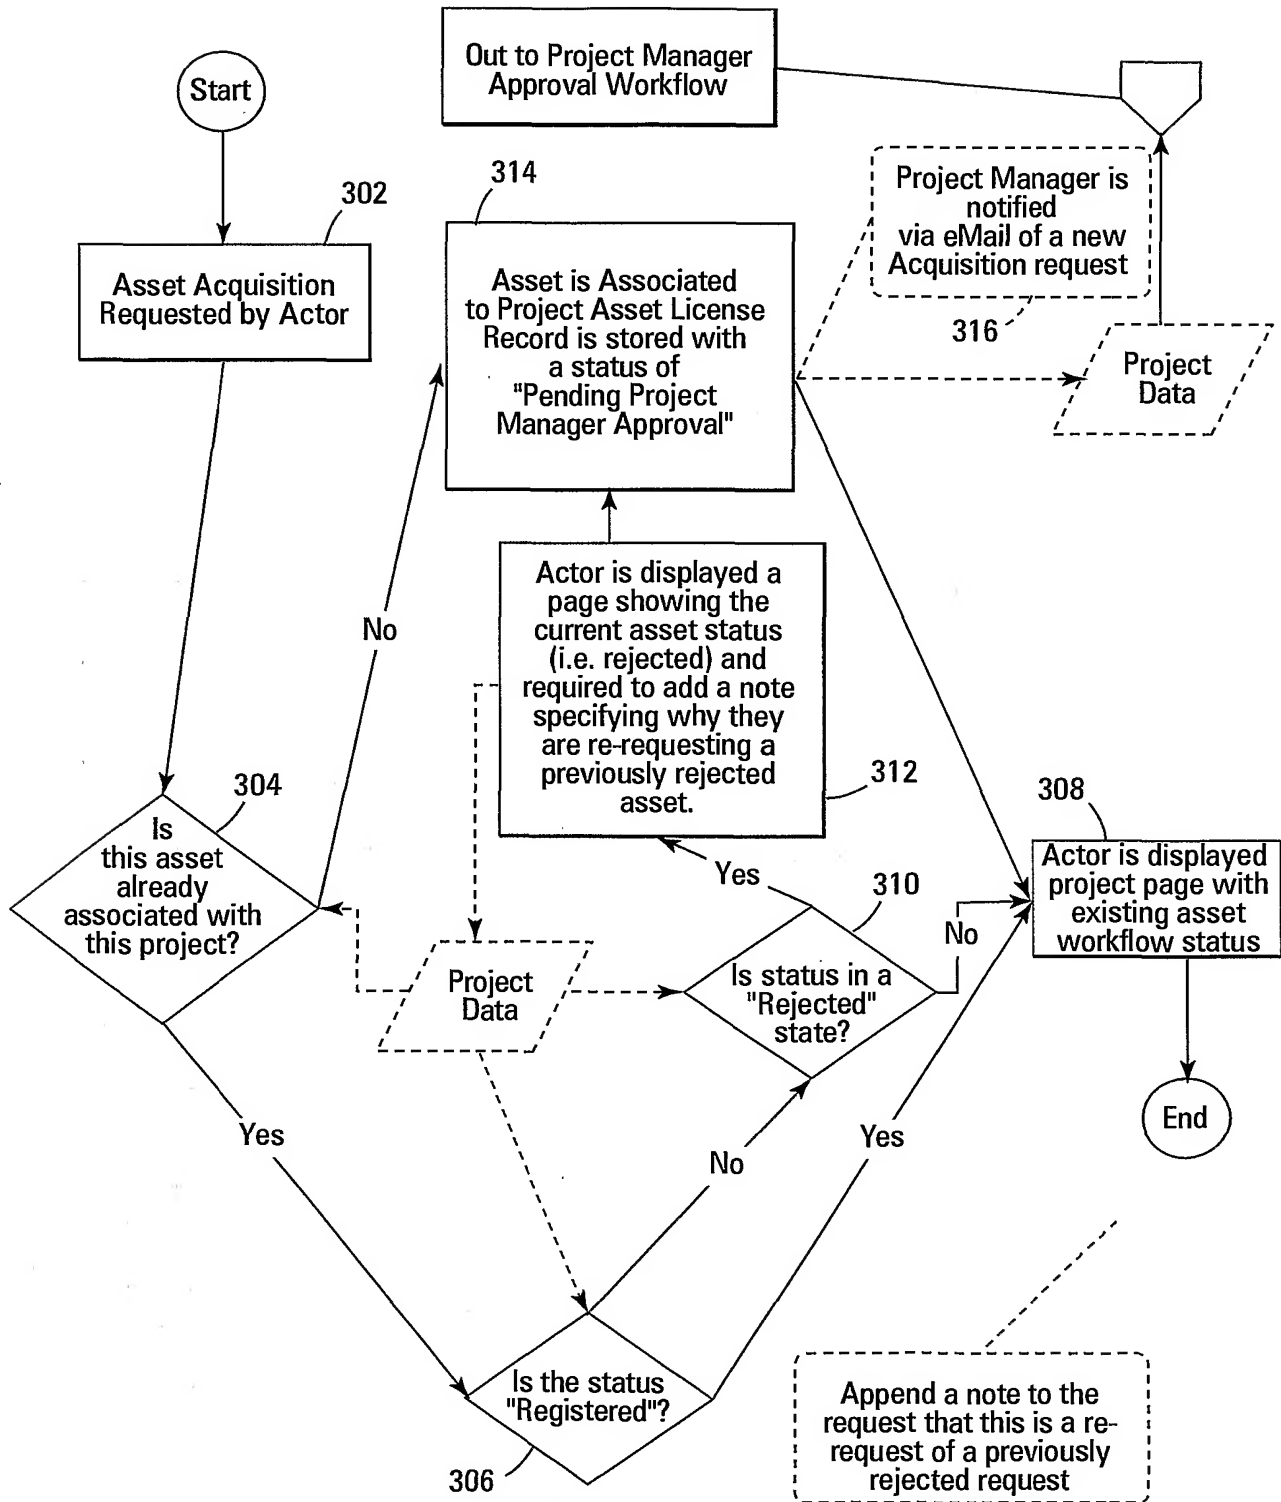 Out to Project Manager
Approval Workflow
Start
314
302
Project Manager is
notified
via eMail of a new
Acquisition request
316
Asset Acquisition
Requested by Actor
Asset is Associated
to Project Asset License
Record is stored with
a status of
"Pending Project
Manager Approval"
Project
Data
No
Actor is displayed a
page showing the
current asset status
(i.e. rejected) and
required to add a note
specifying why they
are re-requesting a
previously rejected
asset.
312
304
Is
this asset
already
associated with
this project?
308
Actor is displayed
project page with
existing asset
workflow status
Yes
310
No
Project
Data
Is status in a
"Rejected"
state?
End
Yes
No
Yes
Is the status
"Registered"?
306
Append a note to the
request that this is a re-
request of a previously
rejected request